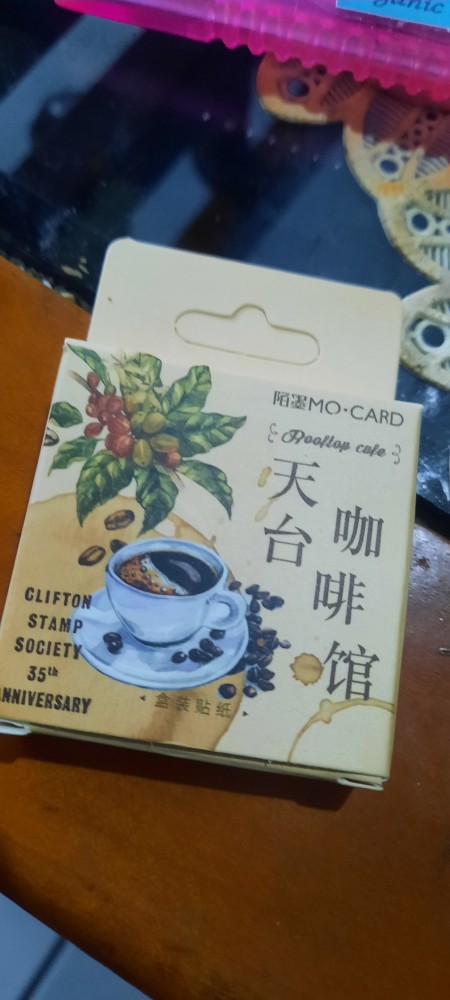 陌墨MO·CARD
Rooftop cafe
天台
咖啡馆
CLIFTON
STAMP
SOCIETY
35th
ANNIVERSARY
盒装贴纸